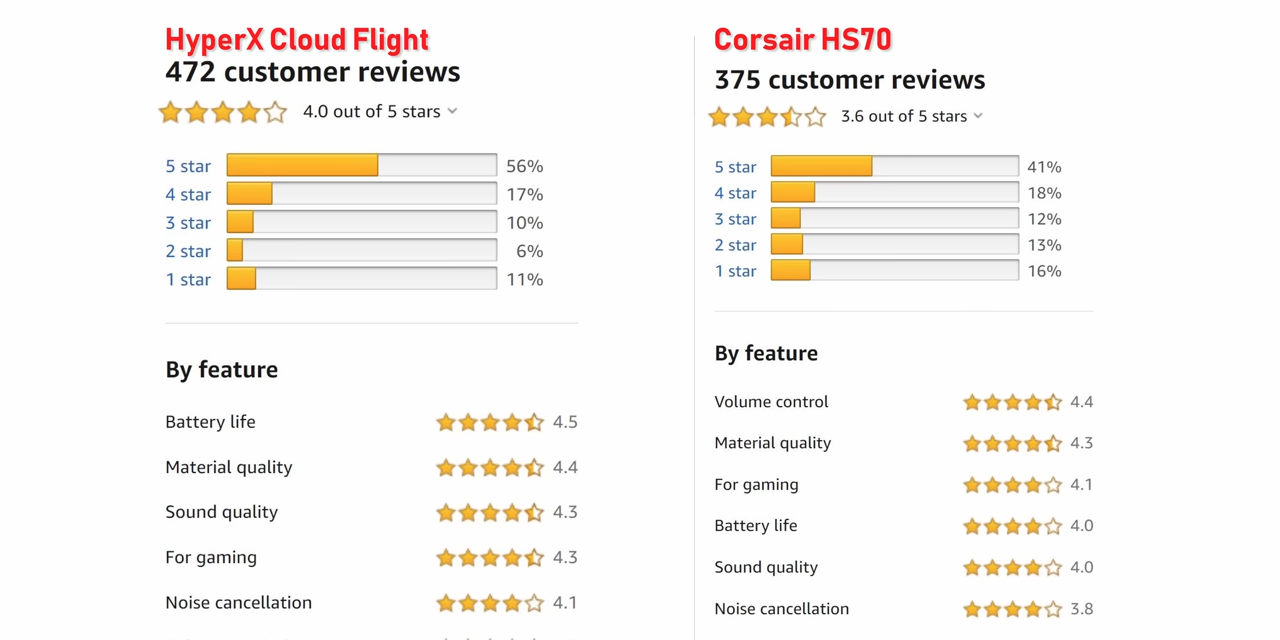 HyperX Cloud Flight
472 customer reviews
4.0 out of 5 stars
5 star 56%
4 star 17%
3 star 10%
2 star 6%
1 star 11%
By feature
Battery life 4.5
Material quality 4.4
Sound quality 4.3
For gaming 4.3
Noise cancellation 4.1
Corsair HS70
375 customer reviews
3.6 out of 5 stars
5 star 41%
4 star 18%
3 star 12%
2 star 13%
1 star 16%
By feature
Volume control 4.4
Material quality 4.3
For gaming 4.1
Battery life 4.0
Sound quality 4.0
Noise cancellation 3.8